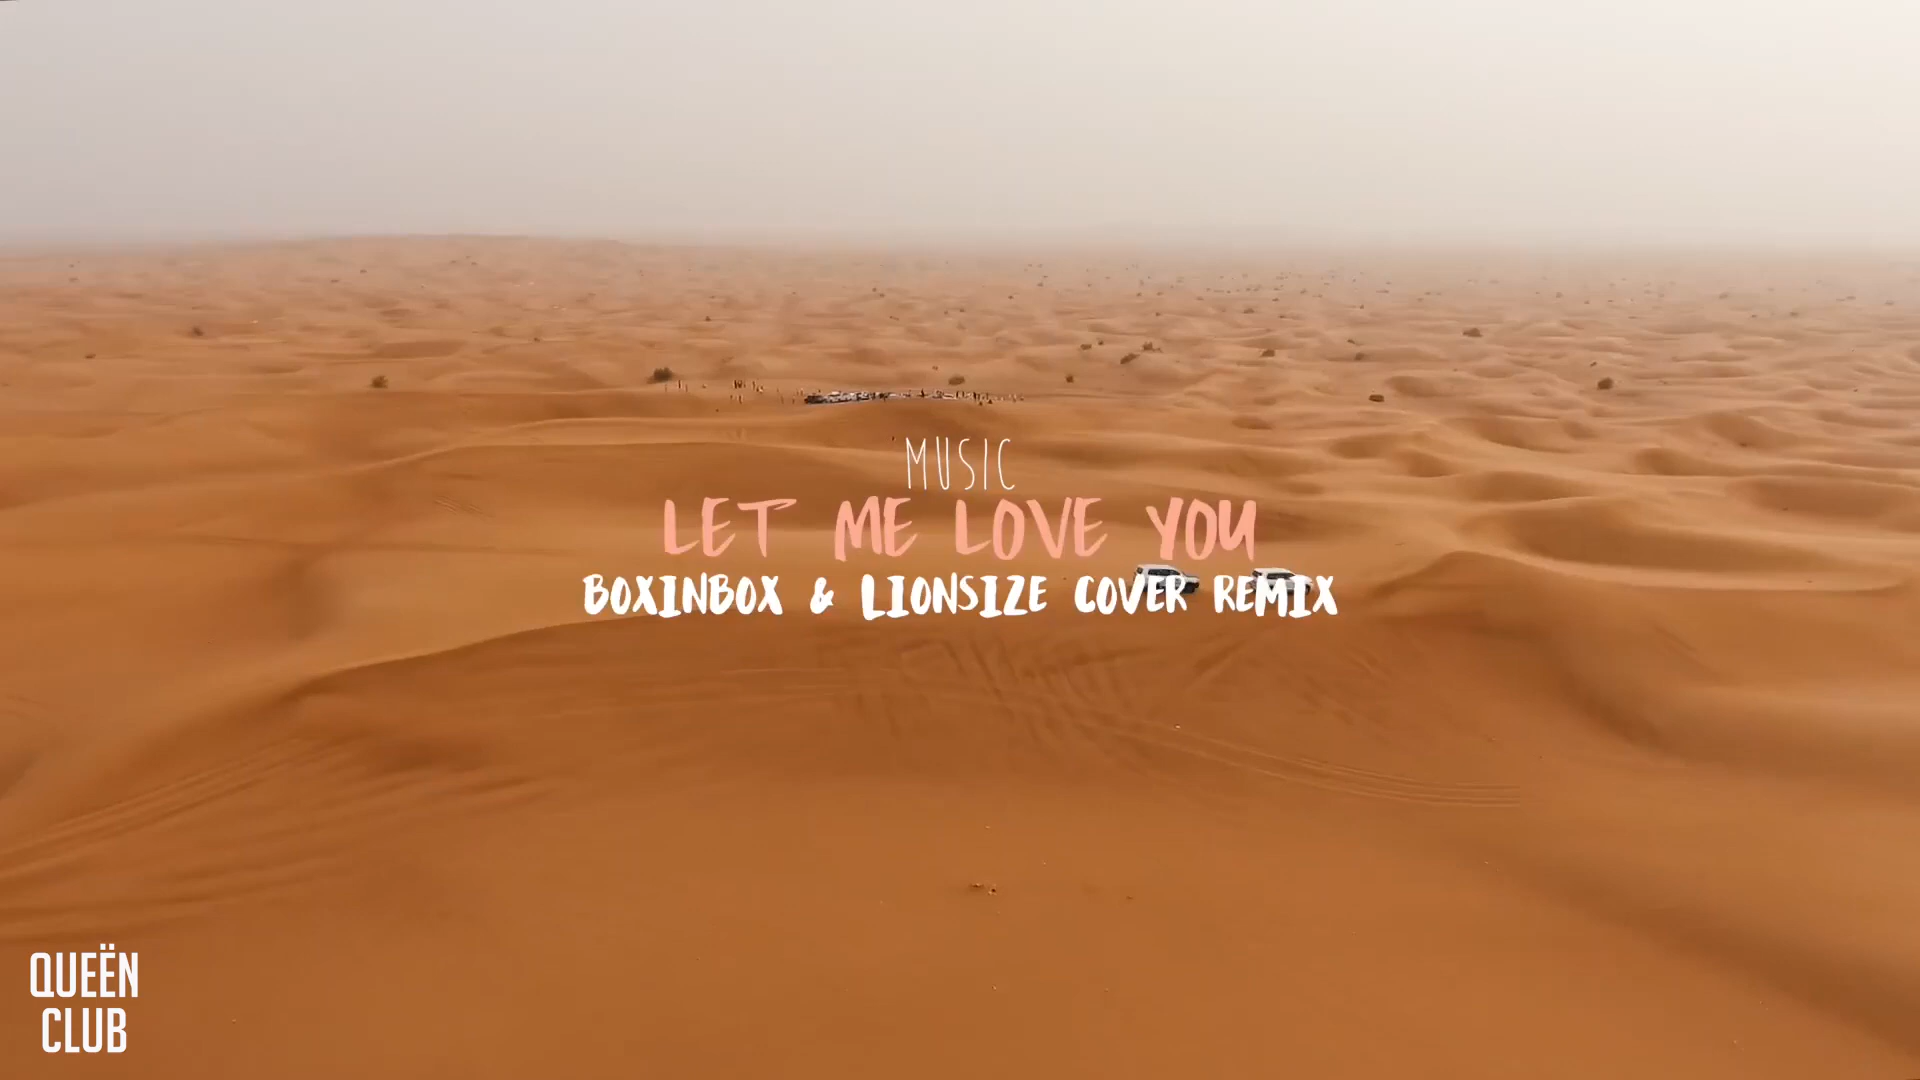 MUSIC
LET ME LOVE YOU
BOXINBOX & LIONSIZE COVER REMIX
QUEËN
CLUB